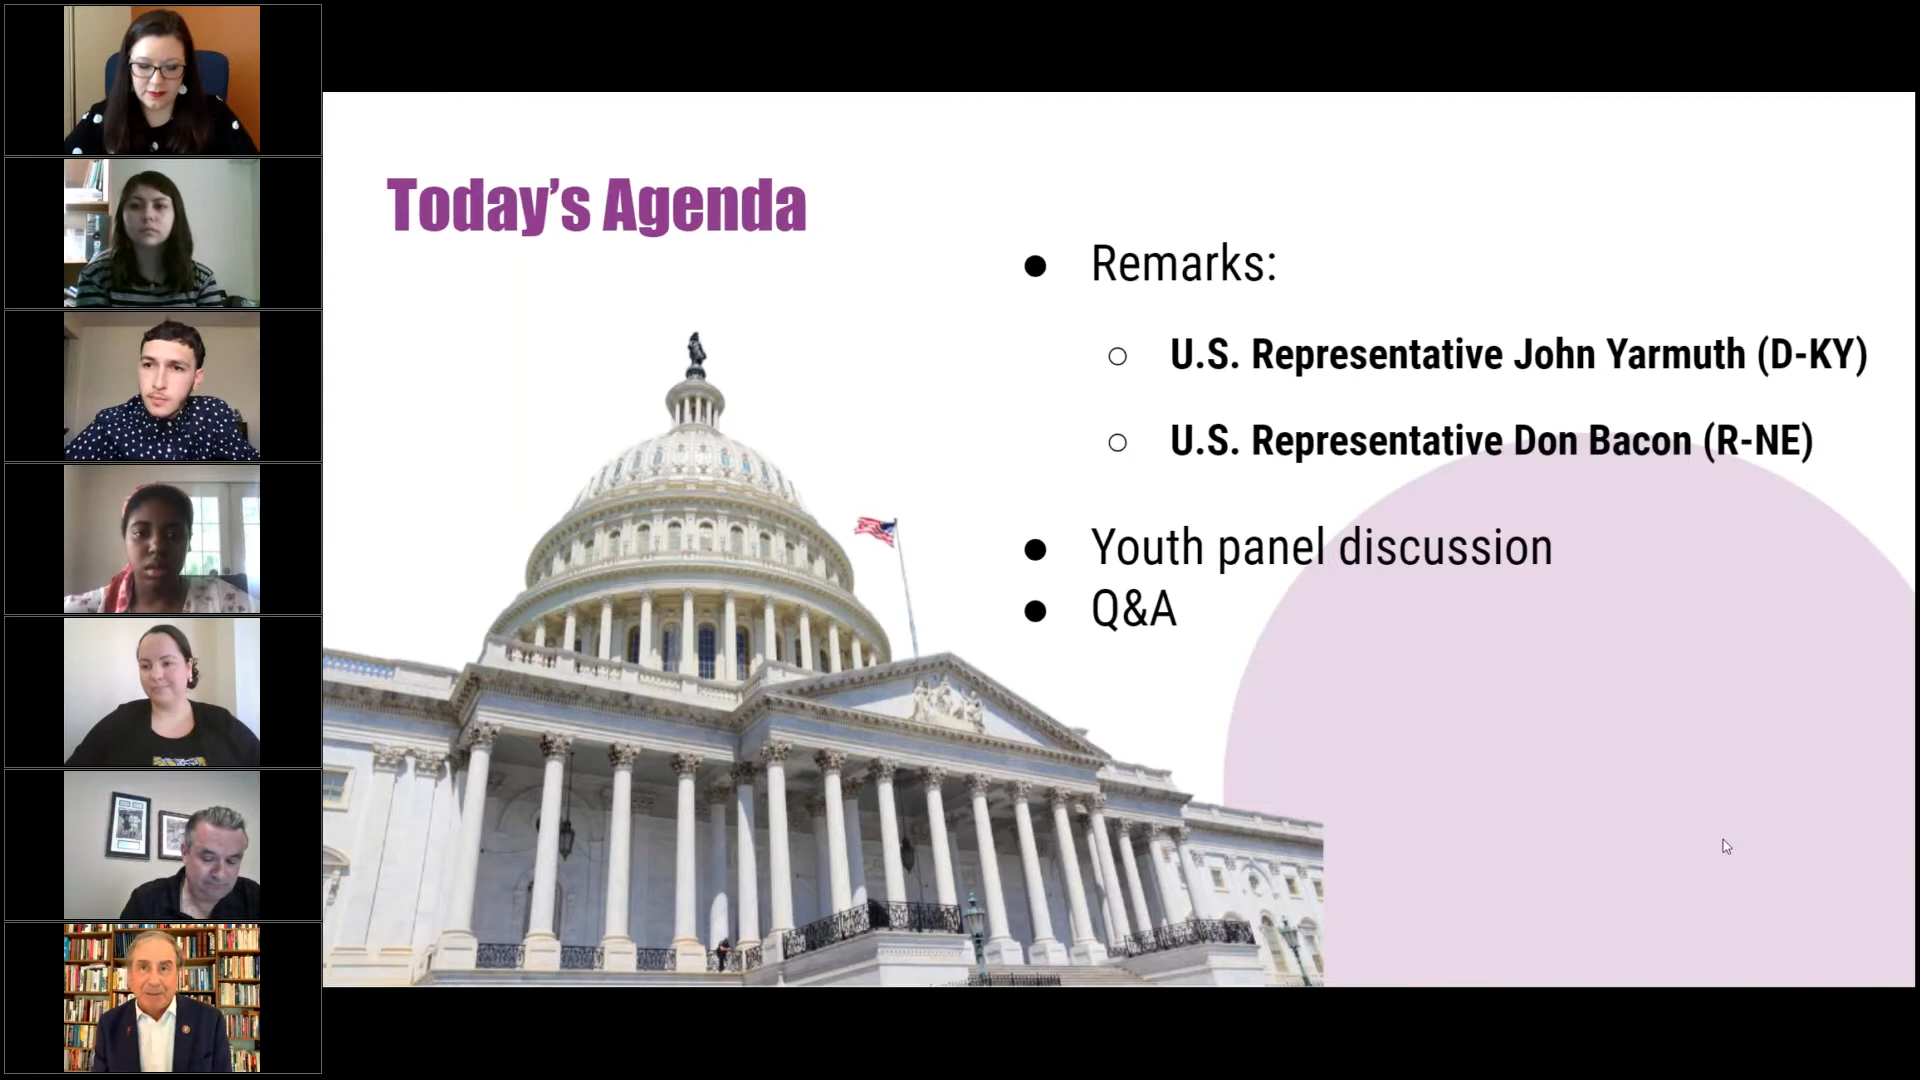 Today's Agenda
● Remarks:
○ U.S. Representative John Yarmuth (D-KY)
○ U.S. Representative Don Bacon (R-NE)
● Youth panel discussion
● Q&A